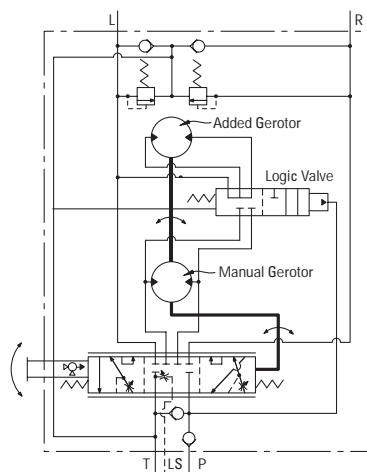 L R
Added Gerotor
Logic Valve
Manual Gerotor
T LS P